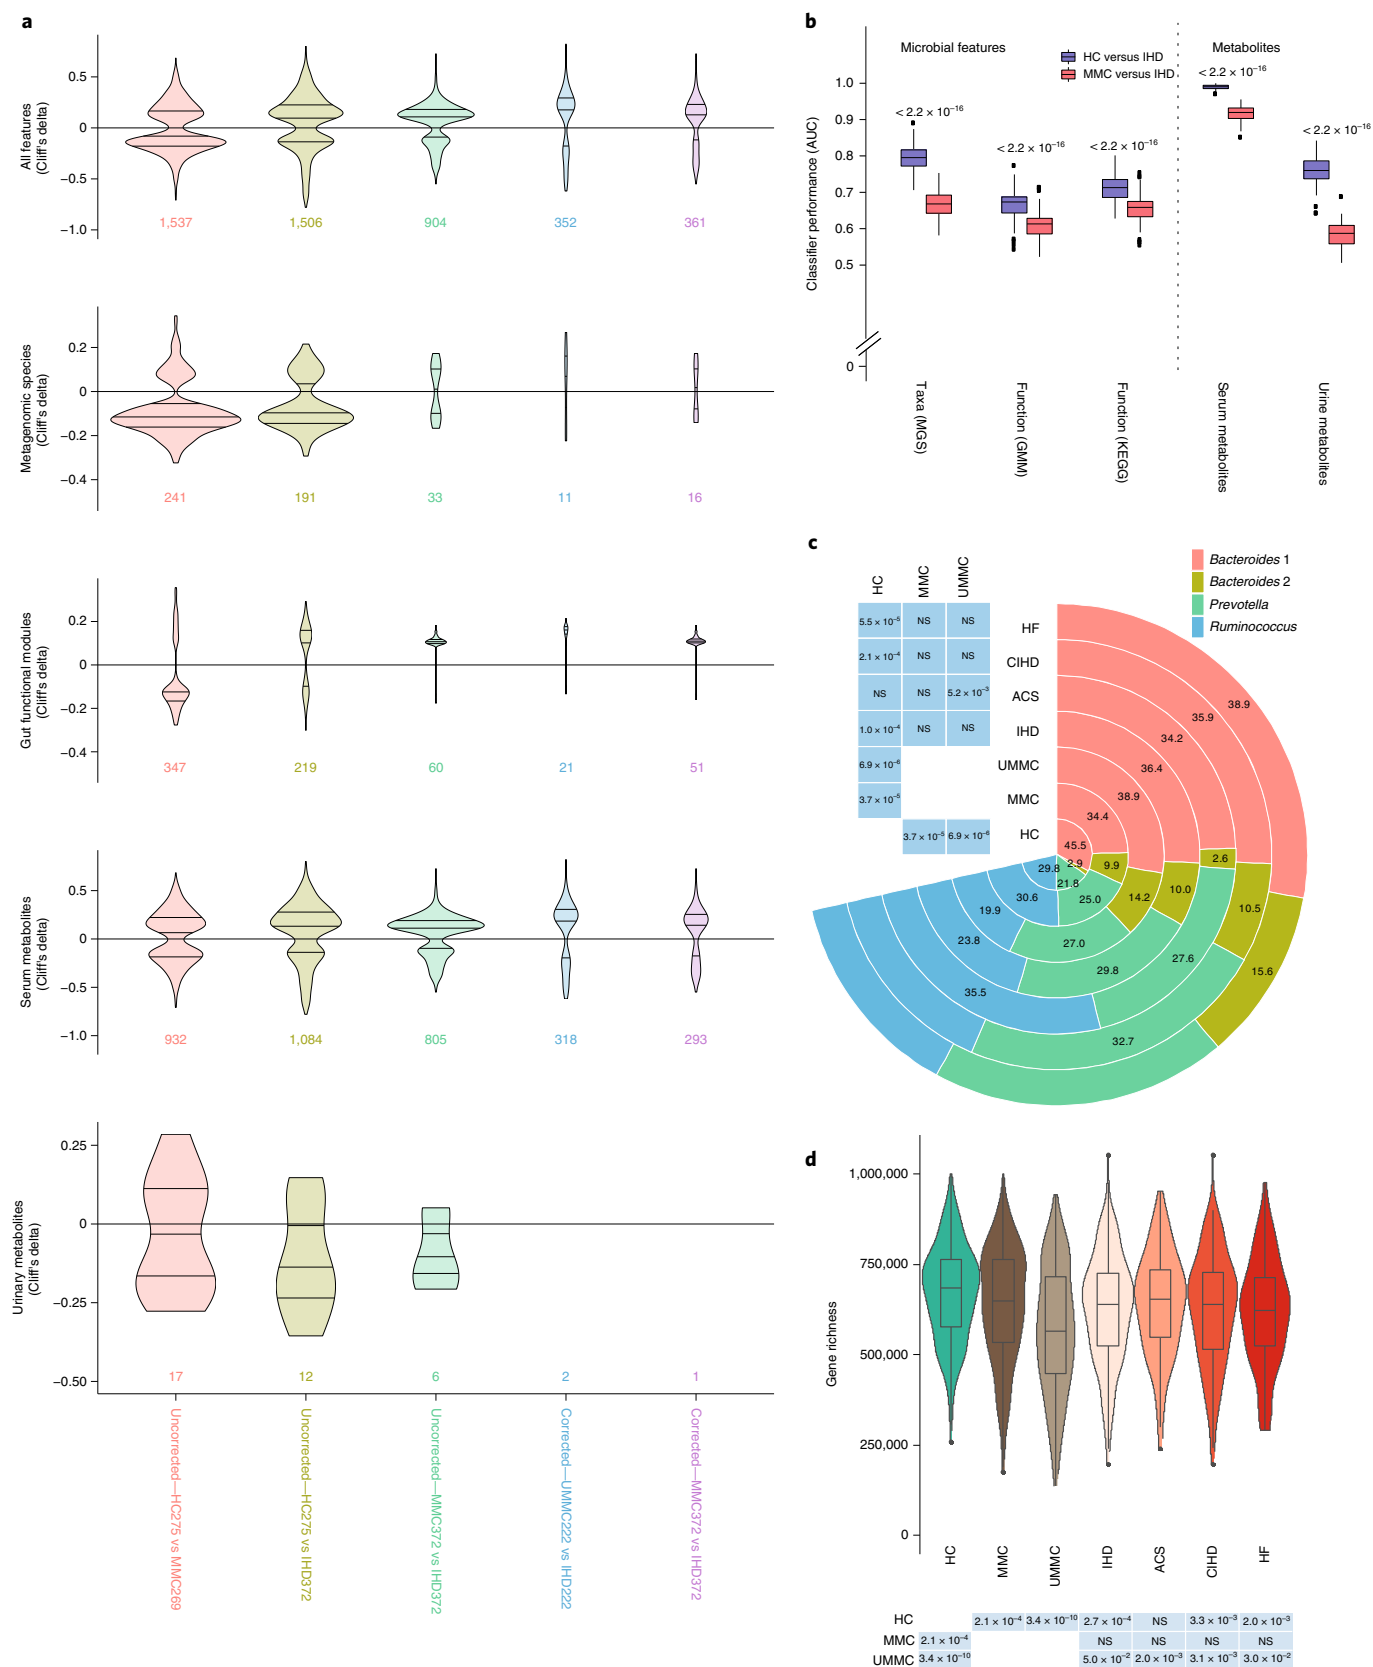 a
All features
(Cliff's delta)
0.5
0
−0.5
−1.0
1,537
1,506
904
352
361
Metagenomic species
(Cliff's delta)
0.2
0
−0.2
−0.4
241
191
33
11
16
Gut functional modules
(Cliff's delta)
0.2
0
−0.2
−0.4
347
219
60
21
51
Serum metabolites
(Cliff's delta)
0.5
0
−0.5
−1.0
932
1,084
805
318
293
Urinary metabolites
(Cliff's delta)
0.25
0
−0.25
−0.50
17
12
6
2
1
Uncorrected—HC275 vs MMC269
Uncorrected—HC275 vs IHD372
Uncorrected—MMC372 vs IHD372
Corrected—UMMC222 vs IHD222
Corrected—MMC372 vs IHD372
b
Microbial features
HC versus IHD
MMC versus IHD
Metabolites
Classifier performance (AUC)
1.0
0.9
0.8
0.7
0.6
0.5
0
< 2.2 × 10⁻¹⁶
< 2.2 × 10⁻¹⁶
< 2.2 × 10⁻¹⁶
< 2.2 × 10⁻¹⁶
< 2.2 × 10⁻¹⁶
Taxa (MGS)
Function (GMM)
Function (KEGG)
Serum metabolites
Urine metabolites
c
Bacteroides 1
Bacteroides 2
Prevotella
Ruminococcus
HC MMC UMMC
5.5 × 10⁻⁵ NS NS HF
2.1 × 10⁻⁴ NS NS CIHD
NS NS 5.2 × 10⁻³ ACS
1.0 × 10⁻⁴ NS NS IHD
6.9 × 10⁻⁶ UMMC
3.7 × 10⁻⁵ MMC
3.7 × 10⁻⁵ 6.9 × 10⁻⁶ HC
38.9
35.9
34.2
36.4
38.9
34.4
45.5
2.9 9.9 14.2 10.0 2.6 10.5 15.6
29.8 21.8
30.6 25.0
19.9 27.0
23.8 29.8
35.5 27.6
32.7
d
Gene richness
1,000,000
750,000
500,000
250,000
0
HC
MMC
UMMC
IHD
ACS
CIHD
HF
HC 2.1 × 10⁻⁴ 3.4 × 10⁻¹⁰ 2.7 × 10⁻⁴ NS 3.3 × 10⁻³ 2.0 × 10⁻³
MMC 2.1 × 10⁻⁴ NS NS NS NS
UMMC 3.4 × 10⁻¹⁰ 5.0 × 10⁻² 2.0 × 10⁻³ 3.1 × 10⁻³ 3.0 × 10⁻²